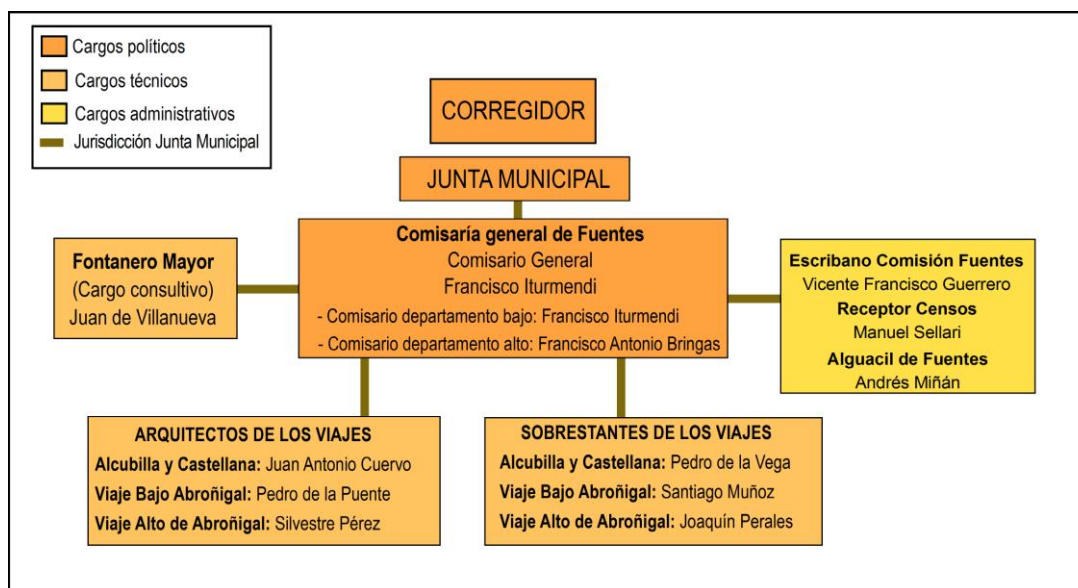 Cargos políticos
Cargos técnicos
Cargos administrativos
Jurisdicción Junta Municipal
CORREGIDOR
JUNTA MUNICIPAL
Comisaría general de Fuentes
Comisario General
Francisco Iturmendi
- Comisario departamento bajo: Francisco Iturmendi
- Comisario departamento alto: Francisco Antonio Bringas
Fontanero Mayor
(Cargo consultivo)
Juan de Villanueva
Escribano Comisión Fuentes
Vicente Francisco Guerrero
Receptor Censos
Manuel Sellari
Alguacil de Fuentes
Andrés Miñán
ARQUITECTOS DE LOS VIAJES
Alcubilla y Castellana: Juan Antonio Cuervo
Viaje Bajo Abroñigal: Pedro de la Puente
Viaje Alto de Abroñigal: Silvestre Pérez
SOBRESTANTES DE LOS VIAJES
Alcubilla y Castellana: Pedro de la Vega
Viaje Bajo Abroñigal: Santiago Muñoz
Viaje Alto de Abroñigal: Joaquín Perales